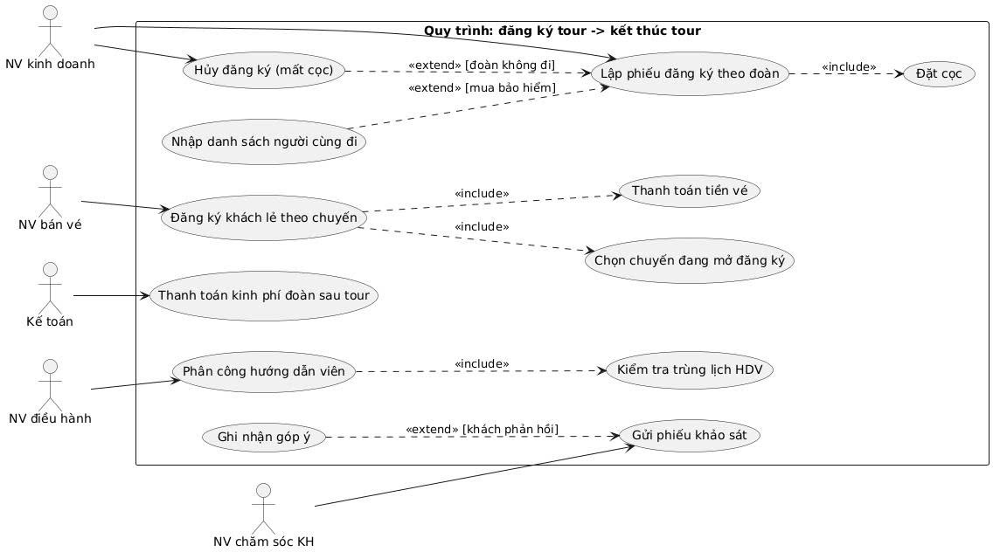 NV kinh doanh
Quy trình: đăng ký tour -> kết thúc tour
Hủy đăng ký (mất cọc)
«extend» [đoàn không đi]
Lập phiếu đăng ký theo đoàn
«include»
Đặt cọc
«extend» [mua bảo hiểm]
Nhập danh sách người cùng đi
NV bán vé
Đăng ký khách lẻ theo chuyến
«include»
Thanh toán tiền vé
«include»
Chọn chuyến đang mở đăng ký
Kế toán
Thanh toán kinh phí đoàn sau tour
NV điều hành
Phân công hướng dẫn viên
«include»
Kiểm tra trùng lịch HDV
Ghi nhận góp ý
«extend» [khách phản hồi]
Gửi phiếu khảo sát
NV chăm sóc KH